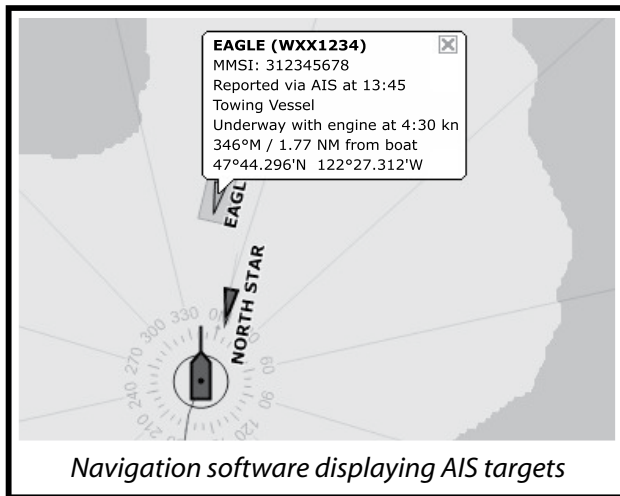 EAGLE (WXX1234)
MMSI: 312345678
Reported via AIS at 13:45
Towing Vessel
Underway with engine at 4:30 kn
346°M / 1.77 NM from boat
47°44.296'N 122°27.312'W
EAGL
NORTH STAR
330
300
270
240
210
60
90
120
Navigation software displaying AIS targets